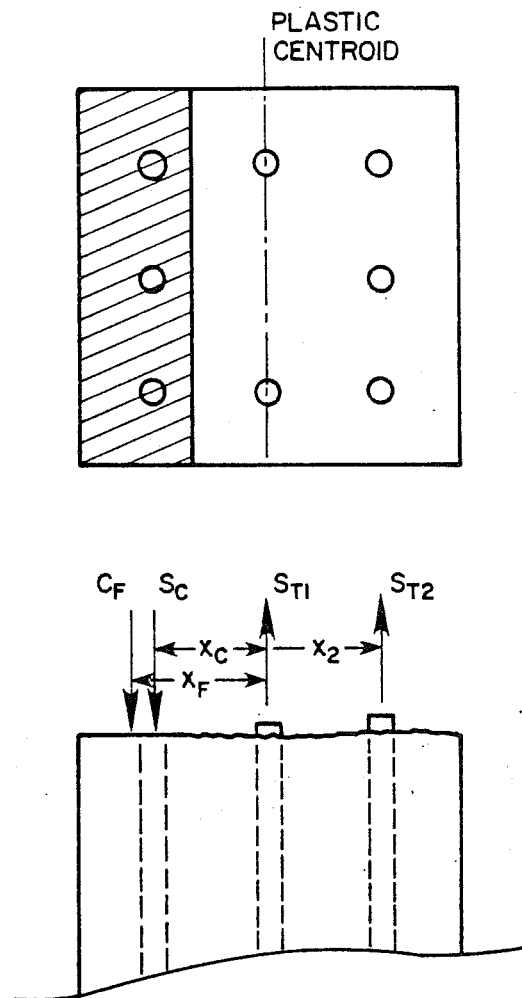 PLASTIC
CENTROID
C_F S_C S_T1 S_T2
X_C X_2
X_F